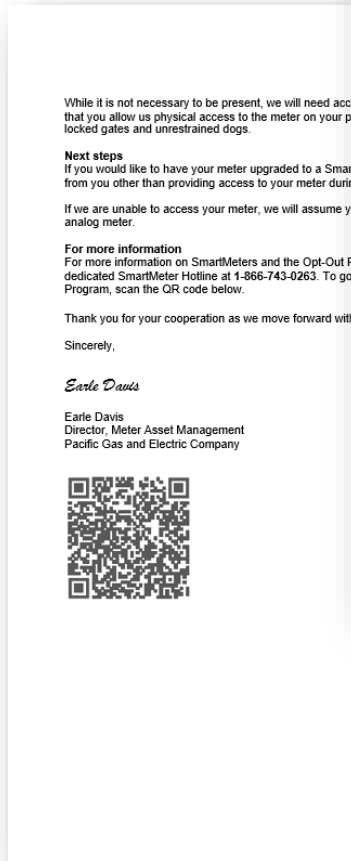 While it is not necessary to be present, we will need acc
that you allow us physical access to the meter on your p
locked gates and unrestrained dogs.
Next steps
If you would like to have your meter upgraded to a Smar
from you other than providing access to your meter duri
If we are unable to access your meter, we will assume y
analog meter.
For more information
For more information on SmartMeters and the Opt-Out P
dedicated SmartMeter Hotline at 1-866-743-0263. To go
Program, scan the QR code below.
Thank you for your cooperation as we move forward with
Sincerely,
Earle Davis
Earle Davis
Director, Meter Asset Management
Pacific Gas and Electric Company